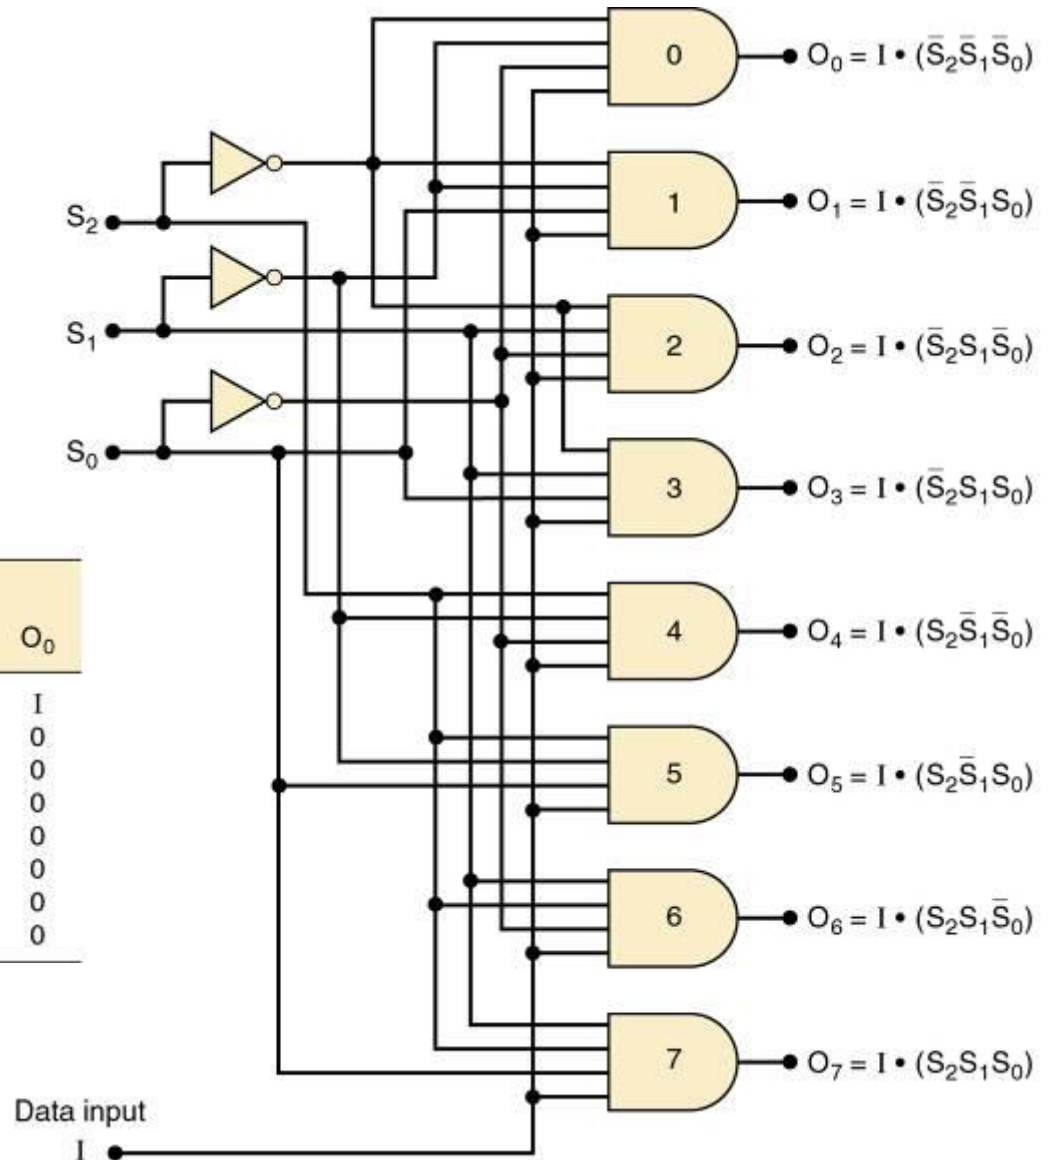 0
O₀ = I • (S̅₂S̅₁S̅₀)
1
O₁ = I • (S̅₂S̅₁S₀)
S₂
S₁
2
O₂ = I • (S̅₂S₁S̅₀)
S₀
3
O₃ = I • (S̅₂S₁S₀)
4
O₄ = I • (S₂S̅₁S̅₀)
O₀
I
0
0
0
0
0
0
0
5
O₅ = I • (S₂S̅₁S₀)
6
O₆ = I • (S₂S₁S̅₀)
7
O₇ = I • (S₂S₁S₀)
Data input
I